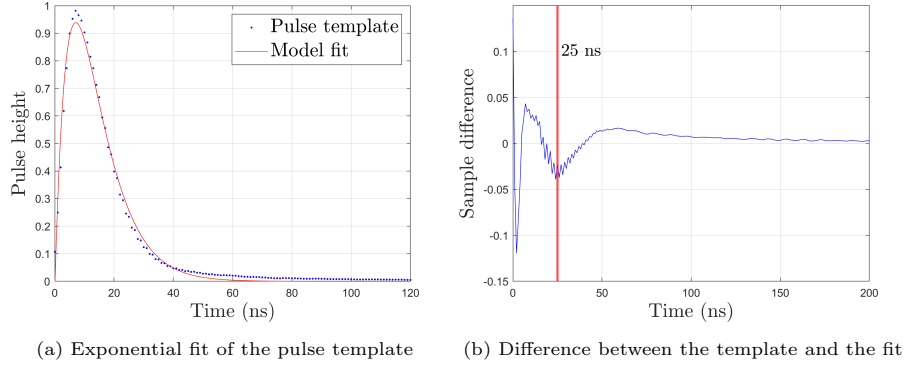 Pulse template
Model fit
Pulse height
1
0.9
0.8
0.7
0.6
0.5
0.4
0.3
0.2
0.1
0
0 20 40 60 80 100 120
Time (ns)
(a) Exponential fit of the pulse template
25 ns
Sample difference
0.1
0.05
0
-0.05
-0.1
-0.15
0 50 100 150 200
Time (ns)
(b) Difference between the template and the fit